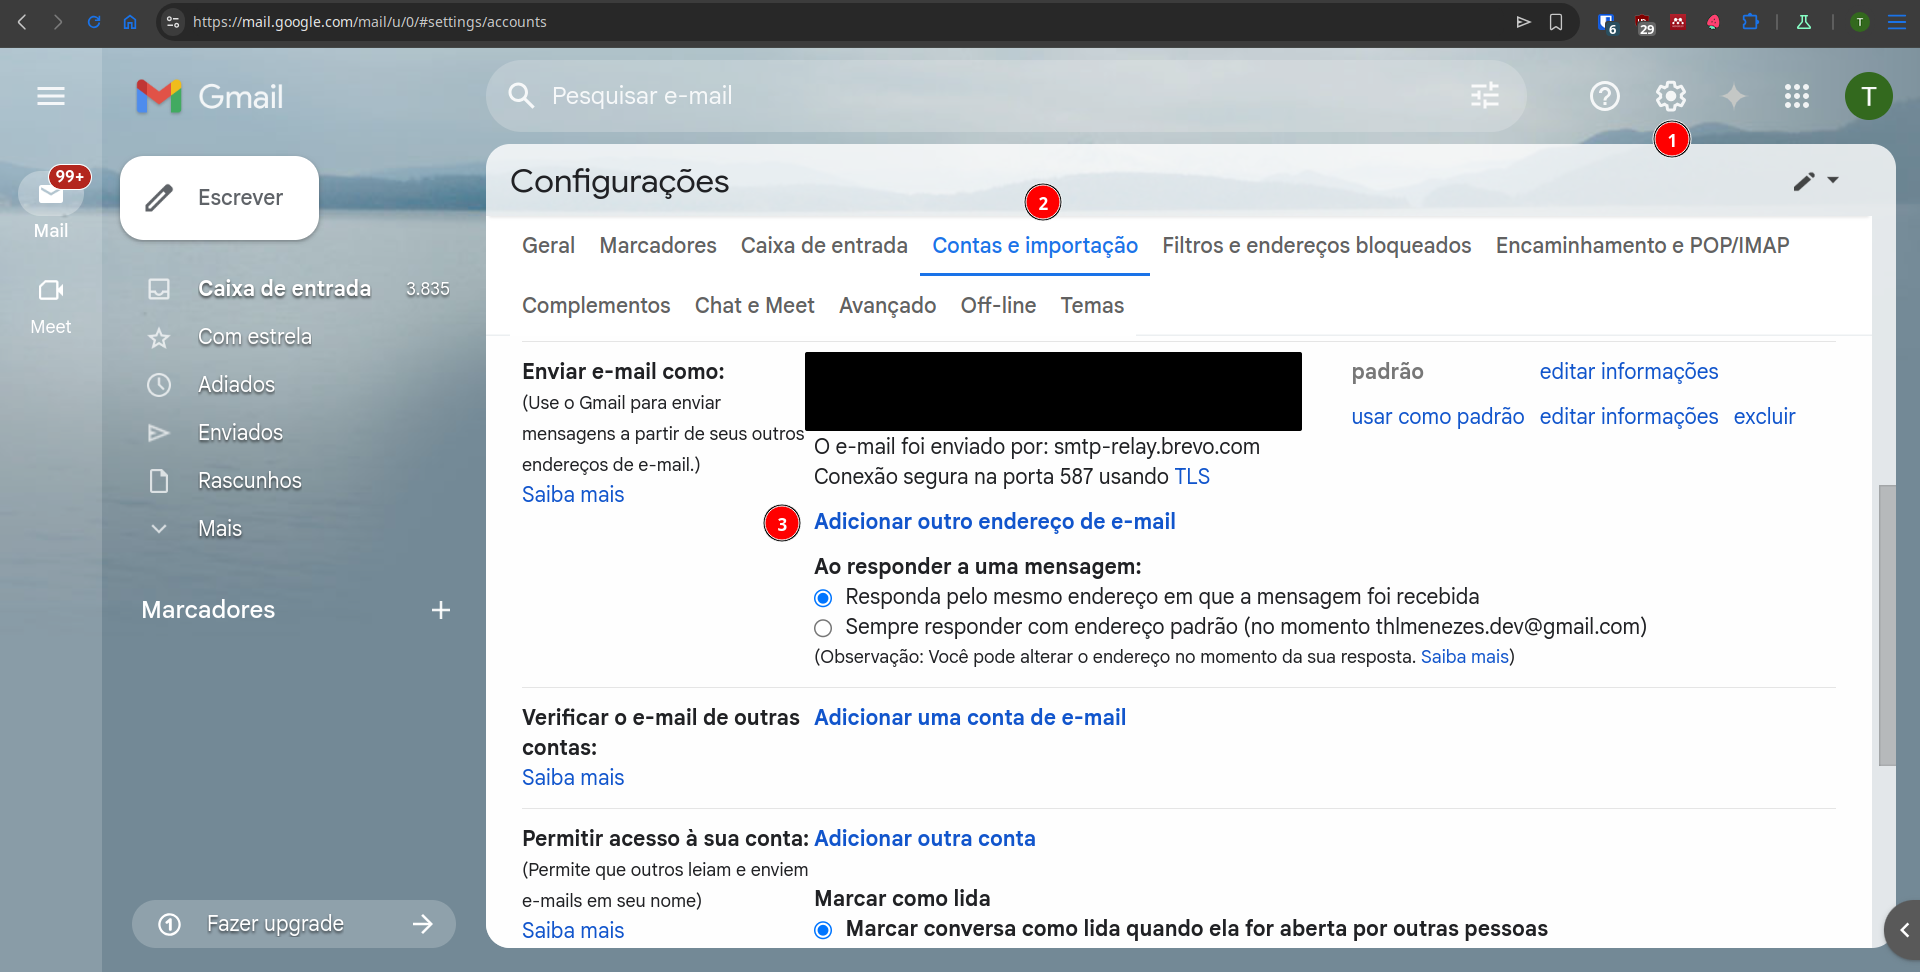 https://mail.google.com/mail/u/0/#settings/accounts
6
29
T
Gmail
Pesquisar e-mail
T
1
99+
Mail
Meet
Escrever
Caixa de entrada 3.835
Com estrela
Adiados
Enviados
Rascunhos
Mais
Marcadores
1 Fazer upgrade
Configurações
2
Geral Marcadores Caixa de entrada Contas e importação Filtros e endereços bloqueados Encaminhamento e POP/IMAP
Complementos Chat e Meet Avançado Off-line Temas
Enviar e-mail como:
(Use o Gmail para enviar
mensagens a partir de seus outros
endereços de e-mail.)
Saiba mais
padrão editar informações
usar como padrão editar informações excluir
O e-mail foi enviado por: smtp-relay.brevo.com
Conexão segura na porta 587 usando TLS
3 Adicionar outro endereço de e-mail
Ao responder a uma mensagem:
Responda pelo mesmo endereço em que a mensagem foi recebida
Sempre responder com endereço padrão (no momento thlmenezes.dev@gmail.com)
(Observação: Você pode alterar o endereço no momento da sua resposta. Saiba mais)
Verificar o e-mail de outras
contas:
Saiba mais
Adicionar uma conta de e-mail
Permitir acesso à sua conta:
(Permite que outros leiam e enviem
e-mails em seu nome)
Saiba mais
Adicionar outra conta
Marcar como lida
Marcar conversa como lida quando ela for aberta por outras pessoas